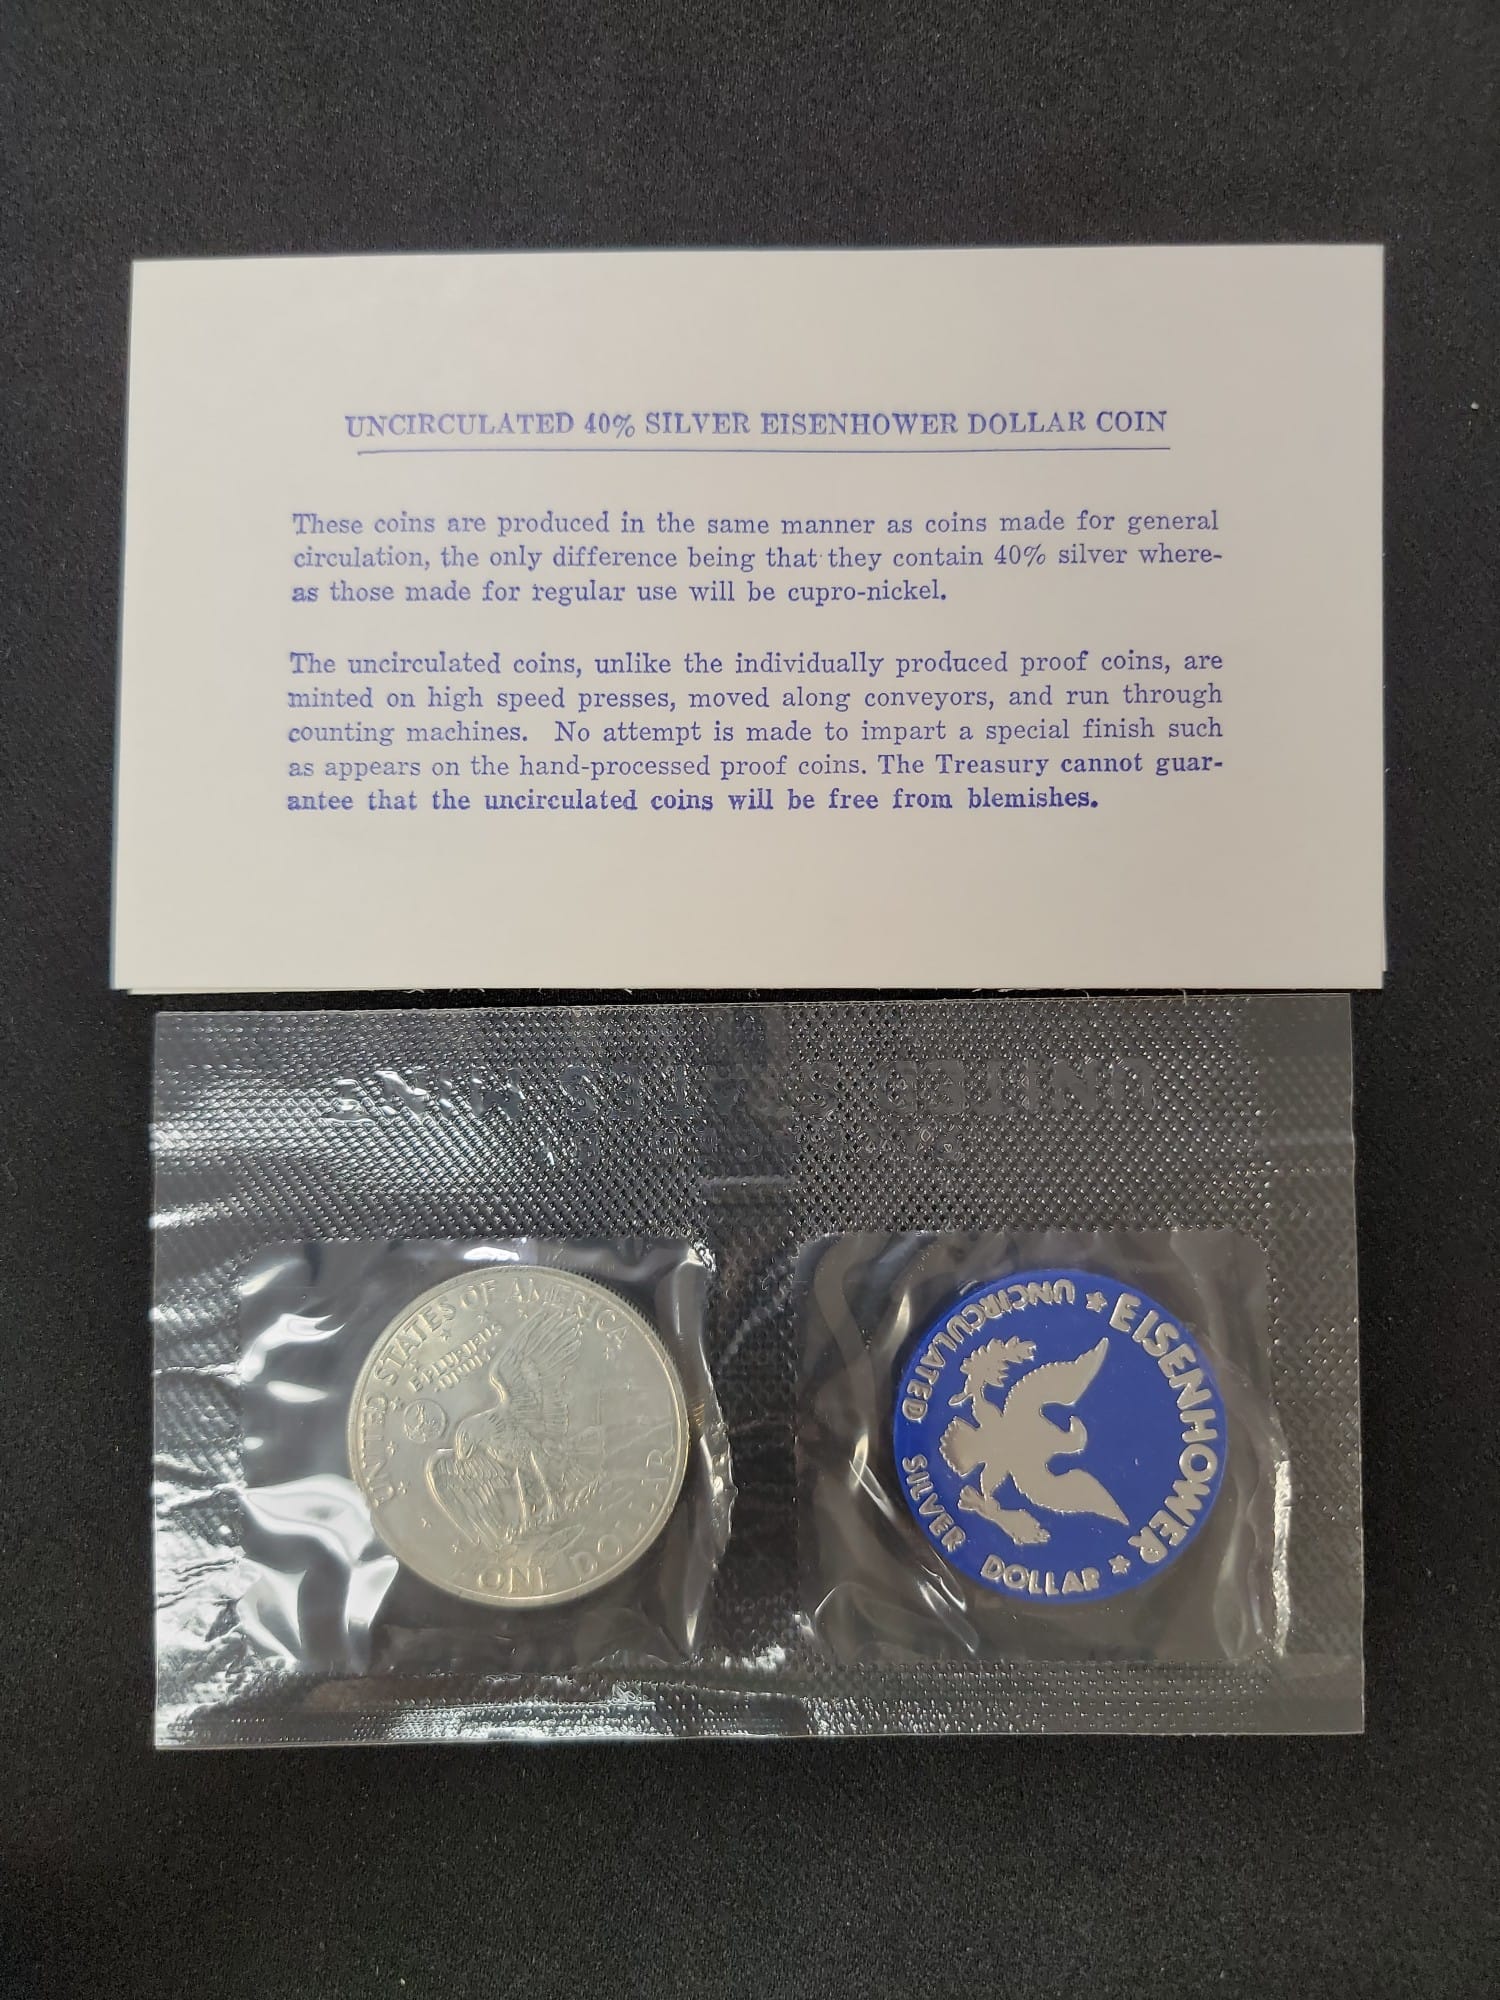 UNCIRCULATED 40% SILVER EISENHOWER DOLLAR COIN
These coins are produced in the same manner as coins made for general
circulation, the only difference being that they contain 40% silver where-
as those made for regular use will be cupro-nickel.
The uncirculated coins, unlike the individually produced proof coins, are
minted on high speed presses, moved along conveyors, and run through
counting machines. No attempt is made to impart a special finish such
as appears on the hand-processed proof coins. The Treasury cannot guar-
antee that the uncirculated coins will be free from blemishes.
UNITED STATES MINT
UNITED STATES OF AMERICA
E PLURIBUS
UNUM
ONE DOLLAR
EISENHOWER
UNCIRCULATED SILVER DOLLAR